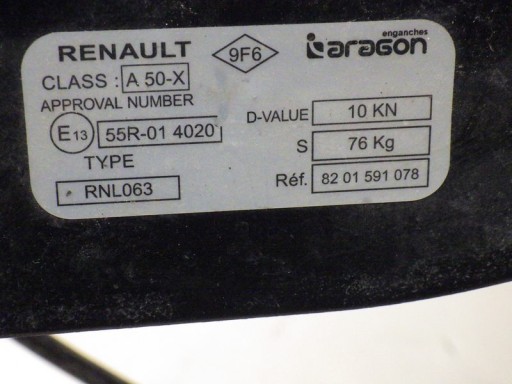 RENAULT 9F6 enganches aragon
CLASS : A 50-X
APPROVAL NUMBER
E13 55R-01 4020
TYPE
RNL063
D-VALUE 10 KN
S 76 Kg
Réf. 82 01 591 078